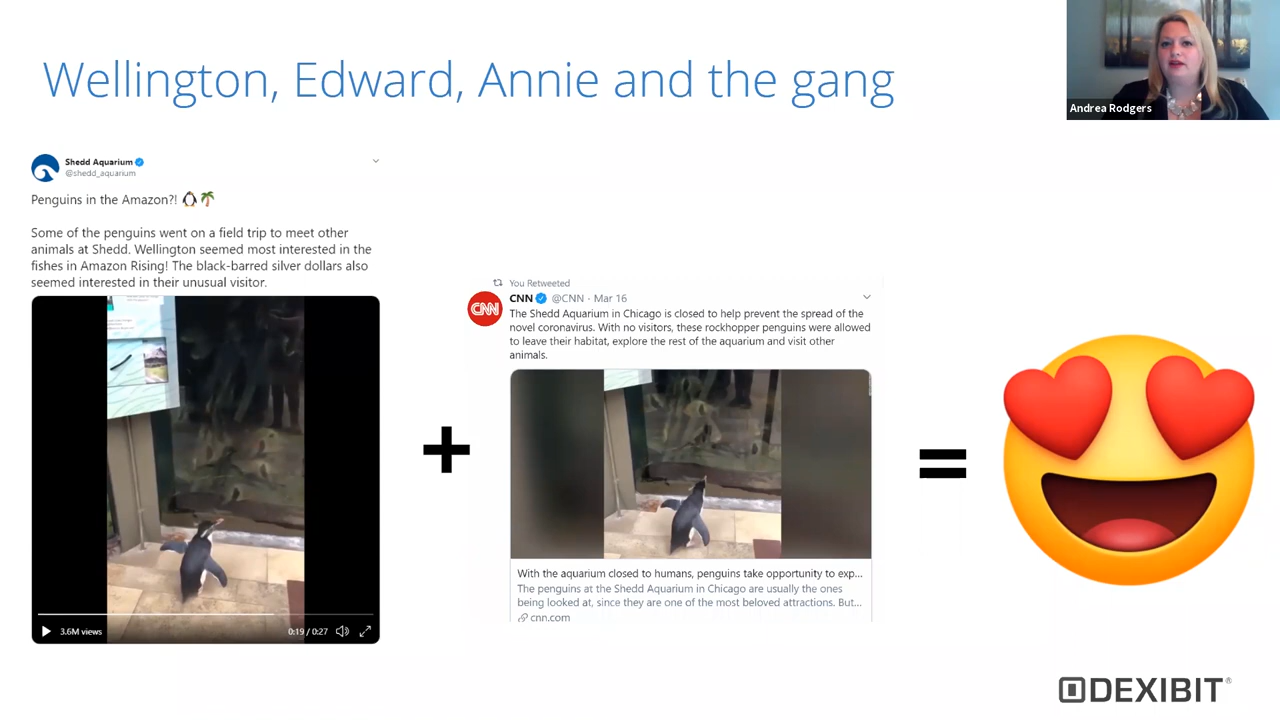 Wellington, Edward, Annie and the gang
Andrea Rodgers
Shedd Aquarium
@shedd_aquarium
Penguins in the Amazon?! 🐧🌴
Some of the penguins went on a field trip to meet other
animals at Shedd. Wellington seemed most interested in the
fishes in Amazon Rising! The black-barred silver dollars also
seemed interested in their unusual visitor.
3.6M views
0:19 / 0:27
+
You Retweeted
CNN @CNN · Mar 16
CNN
The Shedd Aquarium in Chicago is closed to help prevent the spread of the
novel coronavirus. With no visitors, these rockhopper penguins were allowed
to leave their habitat, explore the rest of the aquarium and visit other
animals.
With the aquarium closed to humans, penguins take opportunity to exp...
The penguins at the Shedd Aquarium in Chicago are usually the ones
being looked at, since they are one of the most beloved attractions. But...
cnn.com
=
DEXIBIT®